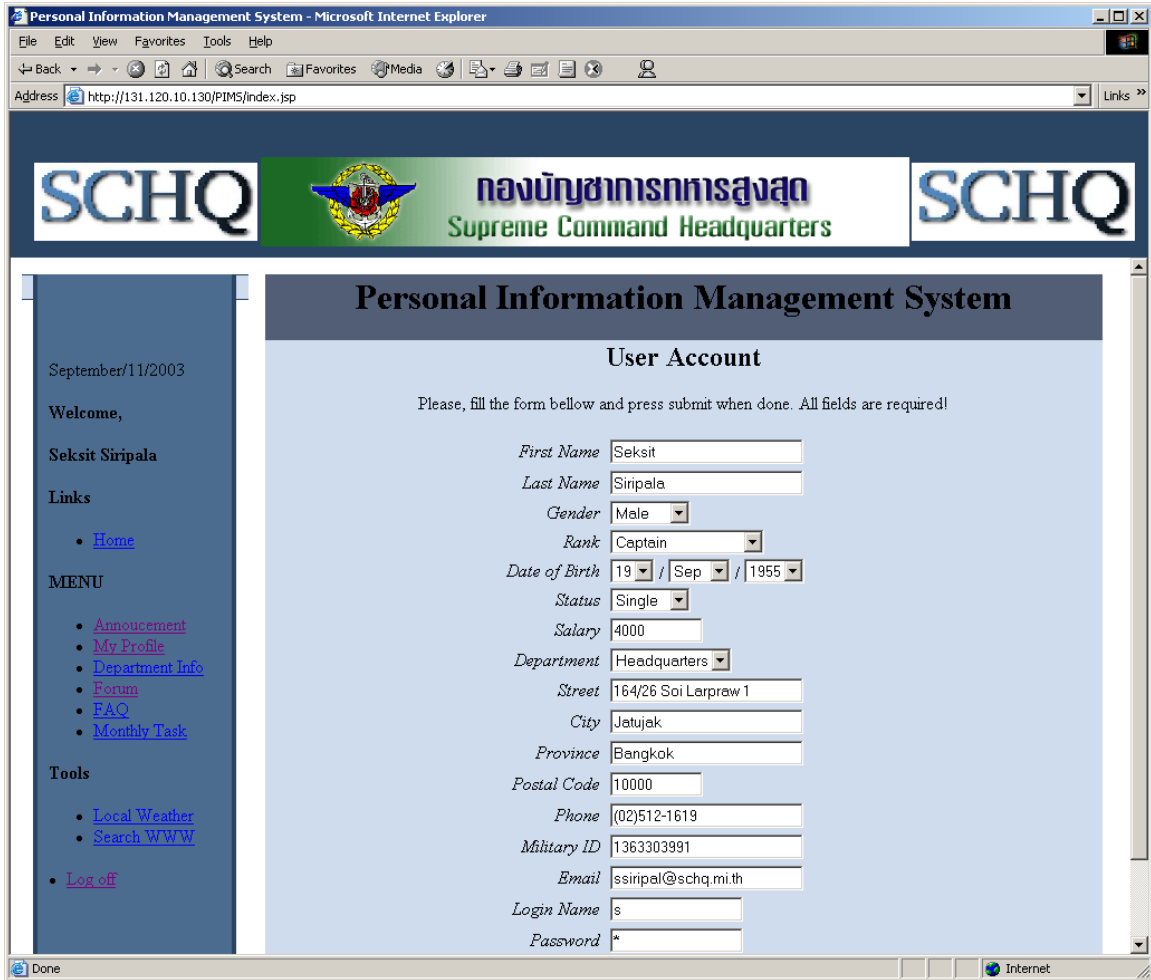 Personal Information Management System - Microsoft Internet Explorer
File Edit View Favorites Tools Help
Back Search Favorites Media
Address http://131.120.10.130/PIMS/index.jsp Links »
SCHQ
กองบัญชาการทหารสูงสุด
Supreme Command Headquarters
SCHQ
September/11/2003
Welcome,
Seksit Siripala
Links
Home
MENU
Annoucement
My Profile
Department Info
Forum
FAQ
Monthly Task
Tools
Local Weather
Search WWW
Log off
Personal Information Management System
User Account
Please, fill the form bellow and press submit when done. All fields are required!
First Name Seksit
Last Name Siripala
Gender Male
Rank Captain
Date of Birth 19 / Sep / 1955
Status Single
Salary 4000
Department Headquarters
Street 164/26 Soi Larpraw 1
City Jatujak
Province Bangkok
Postal Code 10000
Phone (02)512-1619
Military ID 1363303991
Email ssiripal@schq.mi.th
Login Name s
Password *
Done Internet